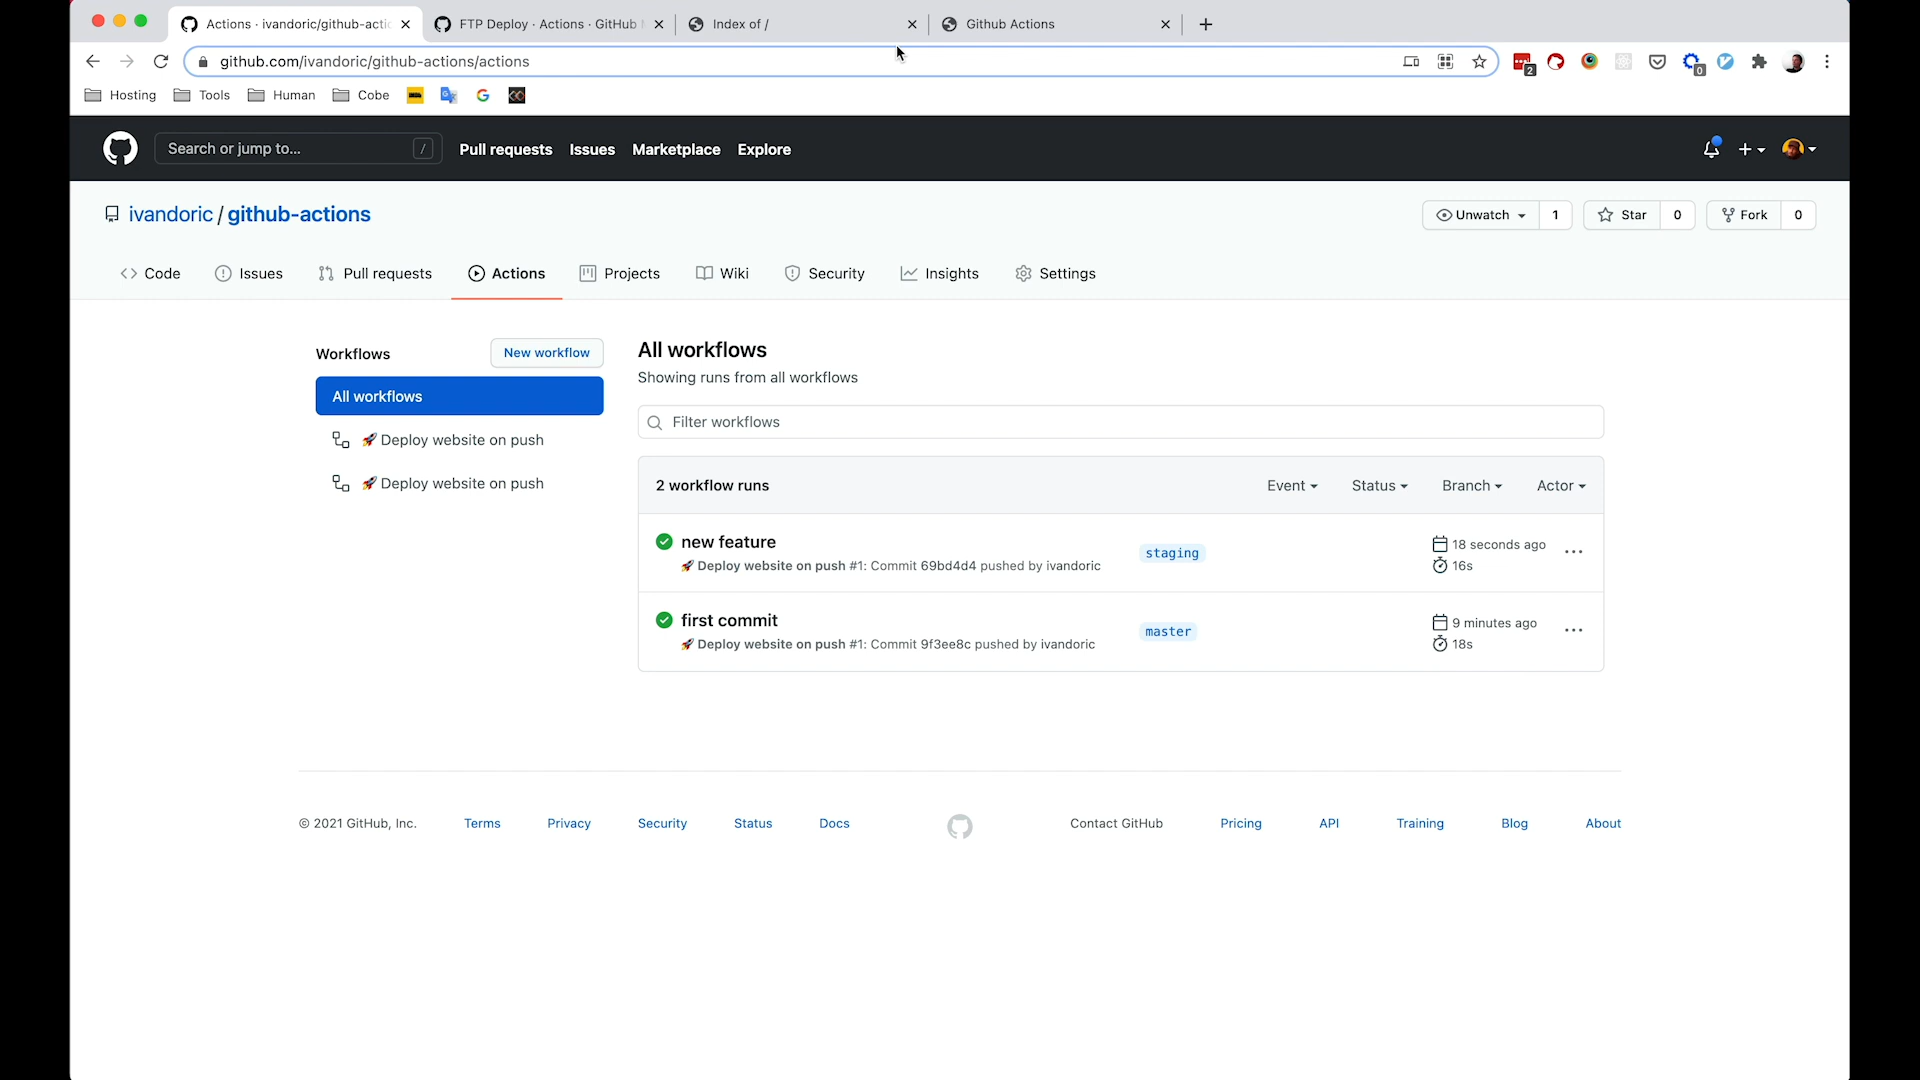 Actions · ivandoric/github-actic
FTP Deploy · Actions · GitHub
Index of /
Github Actions
github.com/ivandoric/github-actions/actions
2
0
Hosting Tools Human Cobe
Search or jump to... /
Pull requests Issues Marketplace Explore
ivandoric / github-actions
Unwatch 1 Star 0 Fork 0
Code Issues Pull requests Actions Projects Wiki Security Insights Settings
Workflows New workflow
All workflows
🚀 Deploy website on push
🚀 Deploy website on push
All workflows
Showing runs from all workflows
Filter workflows
2 workflow runs Event Status Branch Actor
new feature
🚀 Deploy website on push #1: Commit 69bd4d4 pushed by ivandoric
staging
18 seconds ago
16s
first commit
🚀 Deploy website on push #1: Commit 9f3ee8c pushed by ivandoric
master
9 minutes ago
18s
© 2021 GitHub, Inc. Terms Privacy Security Status Docs Contact GitHub Pricing API Training Blog About